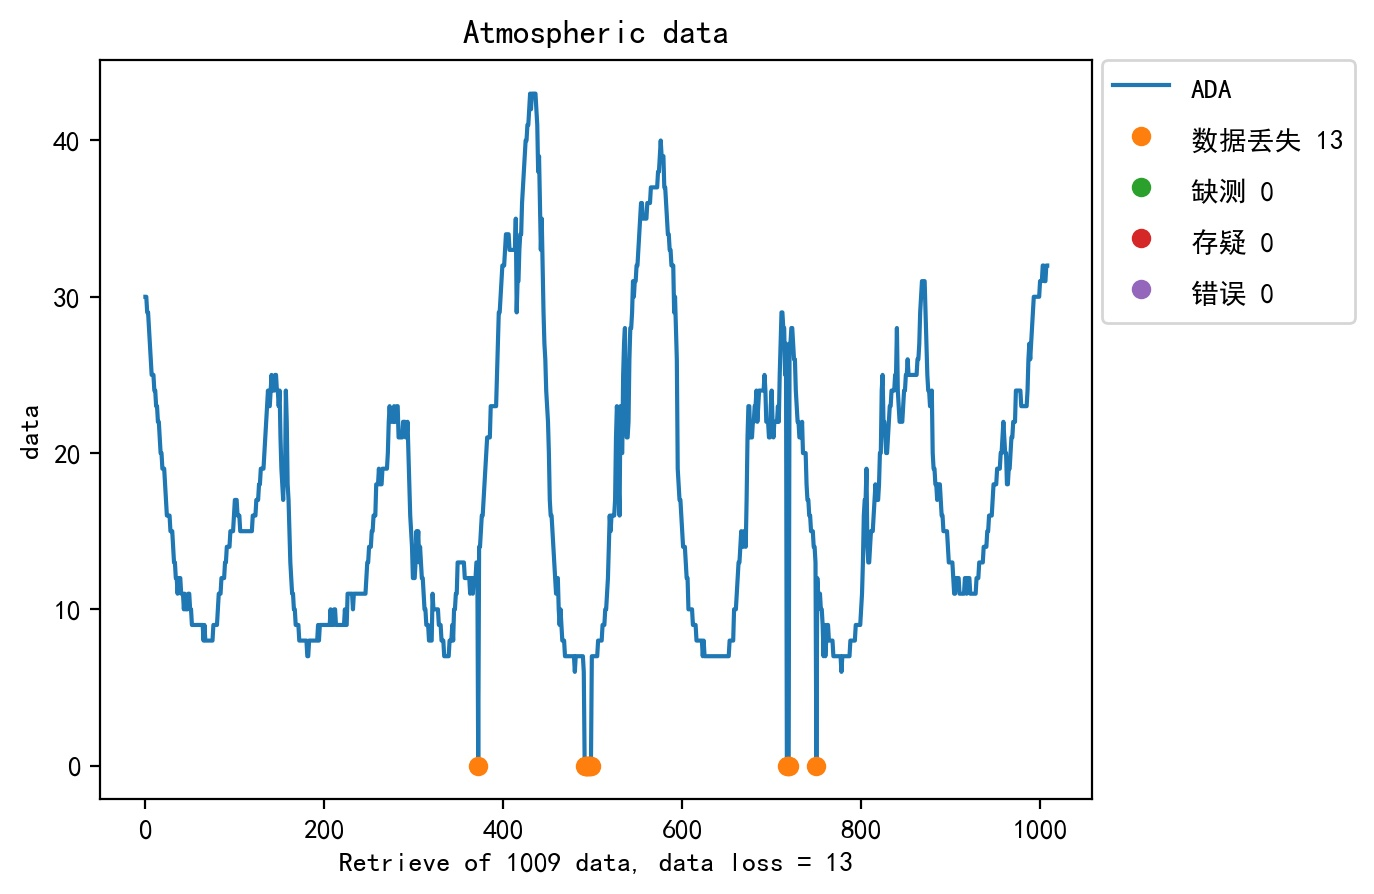 Atmospheric data
ADA
数据丢失 13
缺测 0
存疑 0
错误 0
40
30
20
10
0
data
0 200 400 600 800 1000
Retrieve of 1009 data, data loss = 13